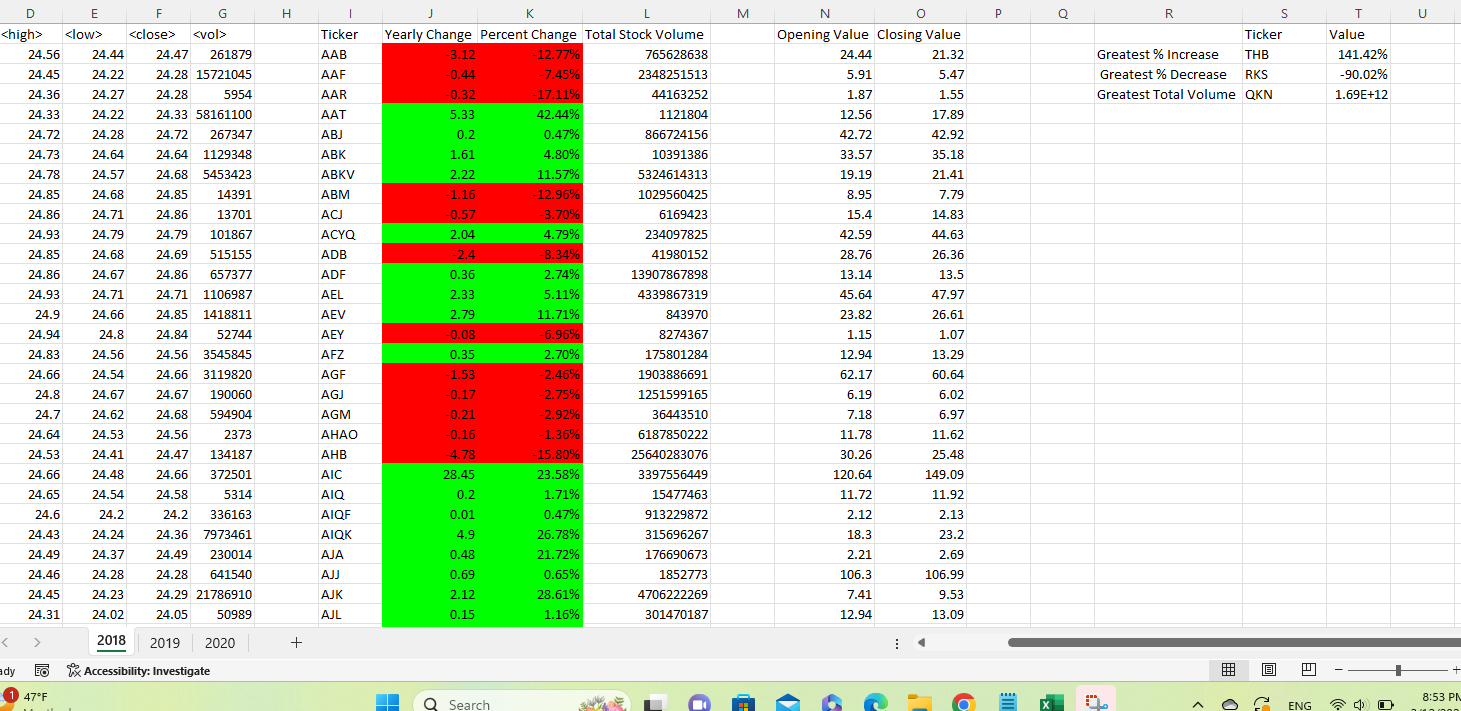 D E F G H I J K L M N O P Q R S T U
<high> <low> <close> <vol> Ticker Yearly Change Percent Change Total Stock Volume Opening Value Closing Value Ticker Value
24.56 24.44 24.47 261879 AAB -3.12 -12.77% 765628638 24.44 21.32 Greatest % Increase THB 141.42%
24.45 24.22 24.28 15721045 AAF -0.44 -7.45% 2348251513 5.91 5.47 Greatest % Decrease RKS -90.02%
24.36 24.27 24.28 5954 AAR -0.32 -17.11% 44163252 1.87 1.55 Greatest Total Volume QKN 1.69E+12
24.33 24.22 24.33 58161100 AAT 5.33 42.44% 1121804 12.56 17.89
24.72 24.28 24.72 267347 ABJ 0.2 0.47% 866724156 42.72 42.92
24.73 24.64 24.64 1129348 ABK 1.61 4.80% 10391386 33.57 35.18
24.78 24.57 24.68 5453423 ABKV 2.22 11.57% 5324614313 19.19 21.41
24.85 24.68 24.85 14391 ABM -1.16 -12.96% 1029560425 8.95 7.79
24.86 24.71 24.86 13701 ACJ -0.57 -3.70% 6169423 15.4 14.83
24.93 24.79 24.79 101867 ACYQ 2.04 4.79% 234097825 42.59 44.63
24.85 24.68 24.69 515155 ADB -2.4 -8.34% 41980152 28.76 26.36
24.86 24.67 24.86 657377 ADF 0.36 2.74% 13907867898 13.14 13.5
24.93 24.71 24.71 1106987 AEL 2.33 5.11% 4339867319 45.64 47.97
24.9 24.66 24.85 1418811 AEV 2.79 11.71% 843970 23.82 26.61
24.94 24.8 24.84 52744 AEY -0.08 -6.96% 8274367 1.15 1.07
24.83 24.56 24.56 3545845 AFZ 0.35 2.70% 175801284 12.94 13.29
24.66 24.54 24.66 3119820 AGF -1.53 -2.46% 1903886691 62.17 60.64
24.8 24.67 24.67 190060 AGJ -0.17 -2.75% 1251599165 6.19 6.02
24.7 24.62 24.68 594904 AGM -0.21 -2.92% 36443510 7.18 6.97
24.64 24.53 24.56 2373 AHAO -0.16 -1.36% 6187850222 11.78 11.62
24.53 24.41 24.47 134187 AHB -4.78 -15.80% 25640283076 30.26 25.48
24.66 24.48 24.66 372501 AIC 28.45 23.58% 3397556449 120.64 149.09
24.65 24.54 24.58 5314 AIQ 0.2 1.71% 15477463 11.72 11.92
24.6 24.2 24.2 336163 AIQF 0.01 0.47% 913229872 2.12 2.13
24.43 24.24 24.36 7973461 AIQK 4.9 26.78% 315696267 18.3 23.2
24.49 24.37 24.49 230014 AJA 0.48 21.72% 176690673 2.21 2.69
24.46 24.28 24.28 641540 AJJ 0.69 0.65% 1852773 106.3 106.99
24.45 24.23 24.29 21786910 AJK 2.12 28.61% 4706222269 7.41 9.53
24.31 24.02 24.05 50989 AJL 0.15 1.16% 301470187 12.94 13.09
2018 2019 2020
Accessibility: Investigate
1 47°F
Search
ENG 8:53